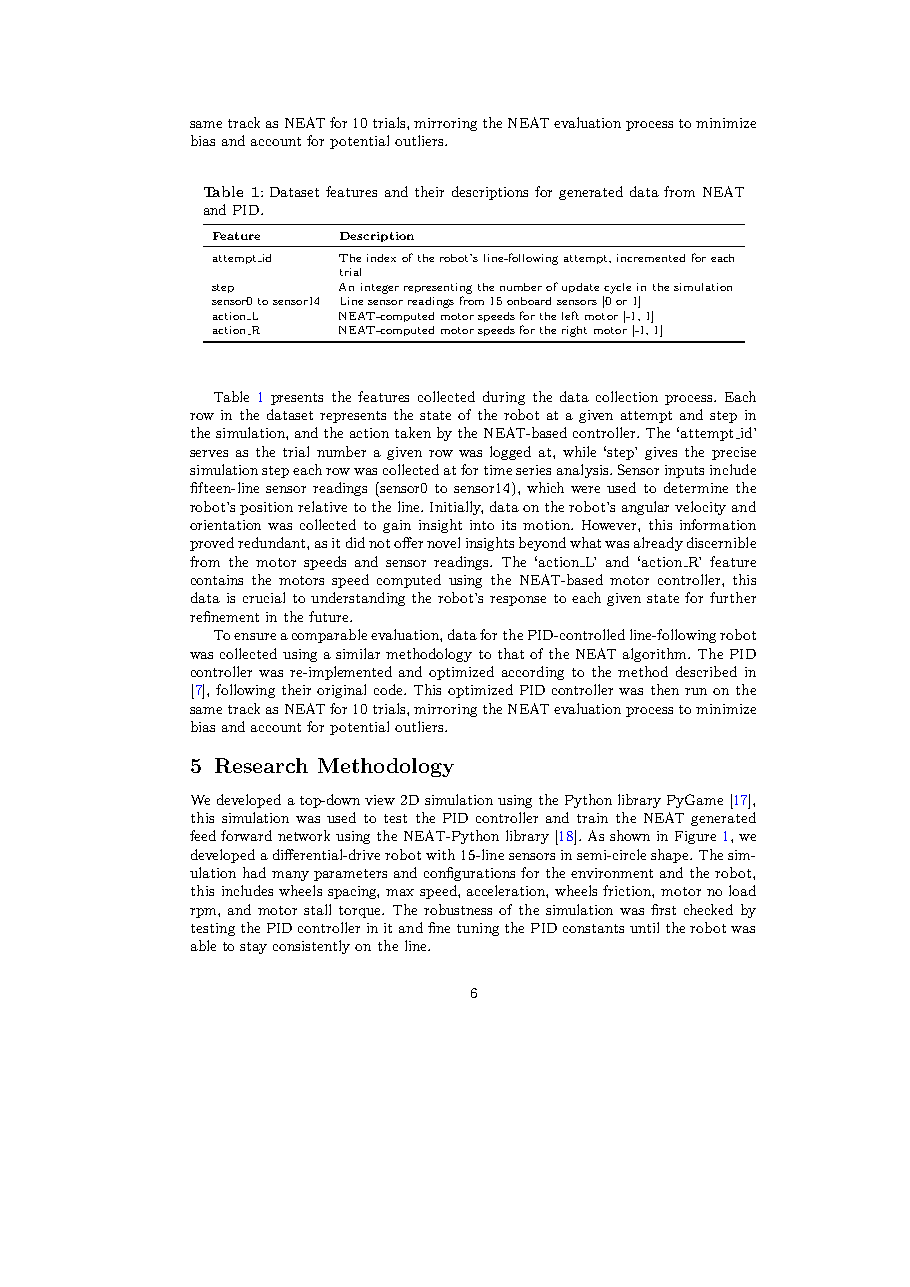 same track as NEAT for 10 trials, mirroring the NEAT evaluation process to minimize
bias and account for potential outliers.
Table 1: Dataset features and their descriptions for generated data from NEAT
and PID.
Feature Description
attempt_id The index of the robot's line-following attempt, incremented for each
trial
step An integer representing the number of update cycle in the simulation
sensor0 to sensor14 Line sensor readings from 15 onboard sensors [0 or 1]
action_L NEAT-computed motor speeds for the left motor [-1, 1]
action_R NEAT-computed motor speeds for the right motor [-1, 1]
Table 1 presents the features collected during the data collection process. Each
row in the dataset represents the state of the robot at a given attempt and step in
the simulation, and the action taken by the NEAT-based controller. The ‘attempt_id’
serves as the trial number a given row was logged at, while ‘step’ gives the precise
simulation step each row was collected at for time series analysis. Sensor inputs include
fifteen-line sensor readings (sensor0 to sensor14), which were used to determine the
robot's position relative to the line. Initially, data on the robot's angular velocity and
orientation was collected to gain insight into its motion. However, this information
proved redundant, as it did not offer novel insights beyond what was already discernible
from the motor speeds and sensor readings. The ‘action_L’ and ‘action_R’ feature
contains the motors speed computed using the NEAT-based motor controller, this
data is crucial to understanding the robot's response to each given state for further
refinement in the future.
To ensure a comparable evaluation, data for the PID-controlled line-following robot
was collected using a similar methodology to that of the NEAT algorithm. The PID
controller was re-implemented and optimized according to the method described in
[7], following their original code. This optimized PID controller was then run on the
same track as NEAT for 10 trials, mirroring the NEAT evaluation process to minimize
bias and account for potential outliers.
5 Research Methodology
We developed a top-down view 2D simulation using the Python library PyGame [17],
this simulation was used to test the PID controller and train the NEAT generated
feed forward network using the NEAT-Python library [18]. As shown in Figure 1, we
developed a differential-drive robot with 15-line sensors in semi-circle shape. The sim-
ulation had many parameters and configurations for the environment and the robot,
this includes wheels spacing, max speed, acceleration, wheels friction, motor no load
rpm, and motor stall torque. The robustness of the simulation was first checked by
testing the PID controller in it and fine tuning the PID constants until the robot was
able to stay consistently on the line.
6